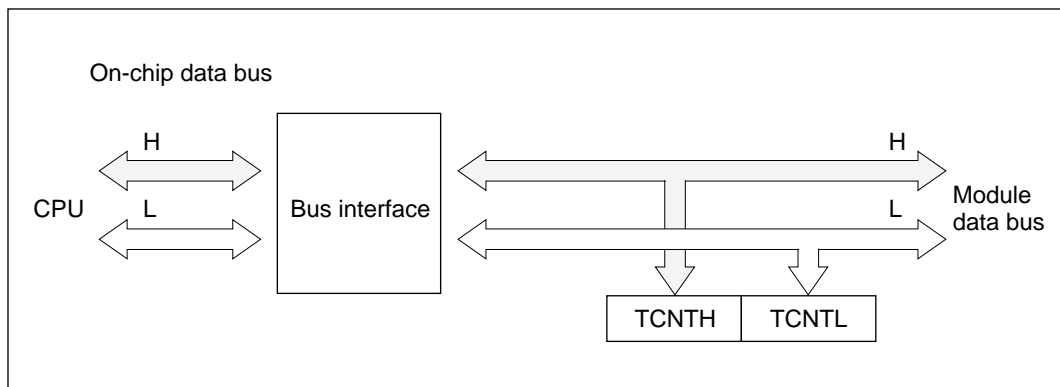 On-chip data bus
H
H
CPU
L
Bus interface
L
Module
data bus
TCNTH
TCNTL